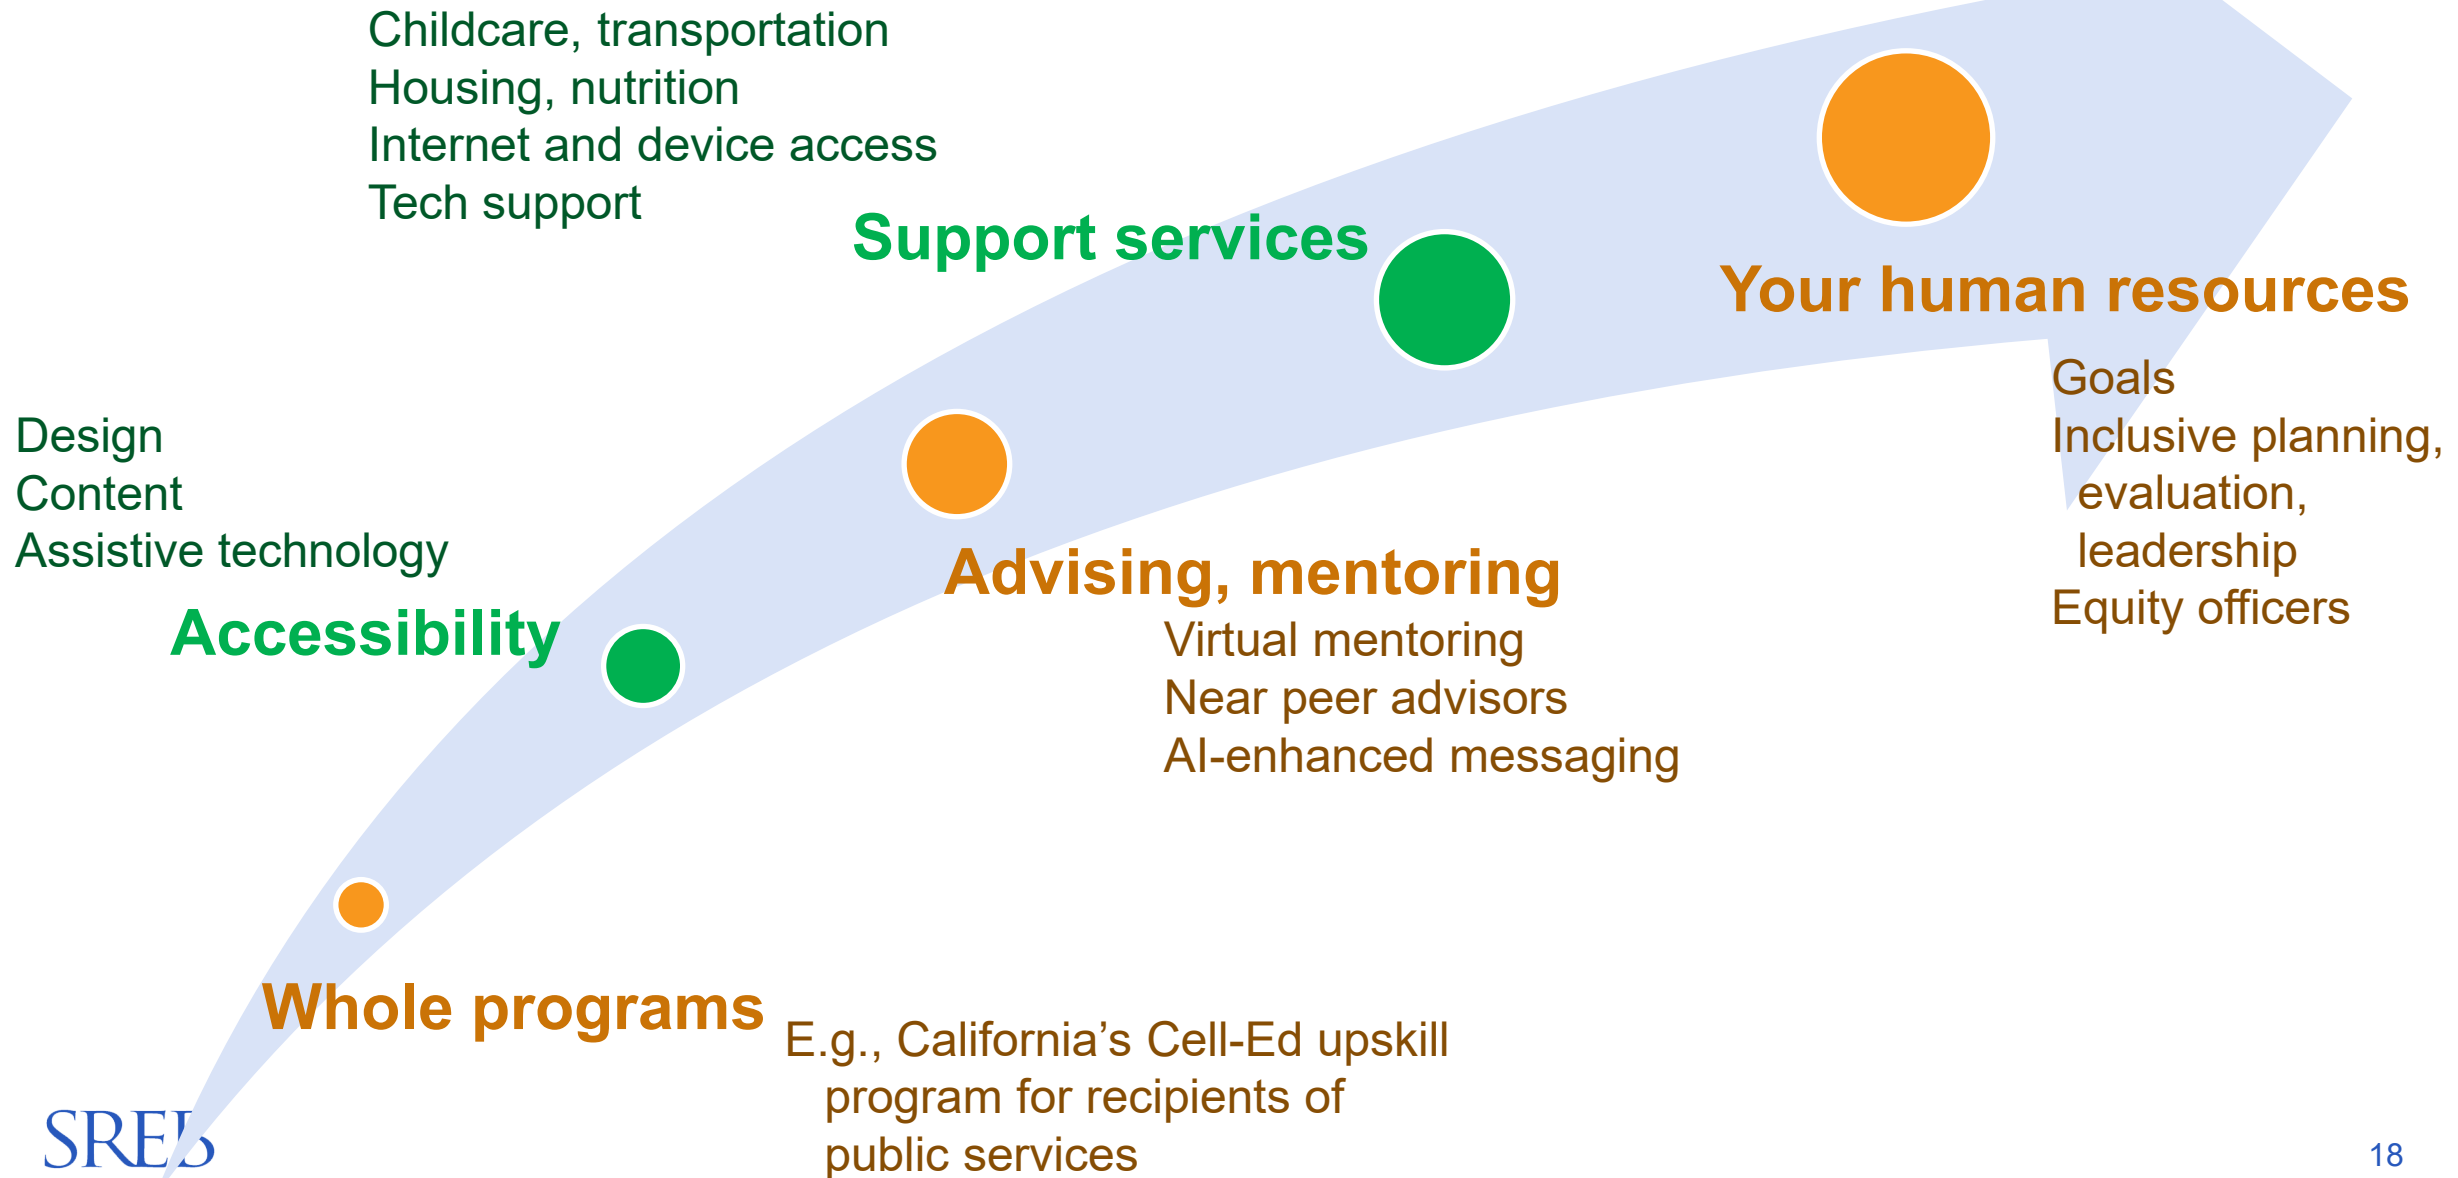 Childcare, transportation
Housing, nutrition
Internet and device access
Tech support
Support services
Your human resources
Goals
Inclusive planning,
evaluation,
leadership
Equity officers
Design
Content
Assistive technology
Accessibility
Advising, mentoring
Virtual mentoring
Near peer advisors
AI-enhanced messaging
Whole programs
E.g., California’s Cell-Ed upskill
program for recipients of
public services
SREB
18